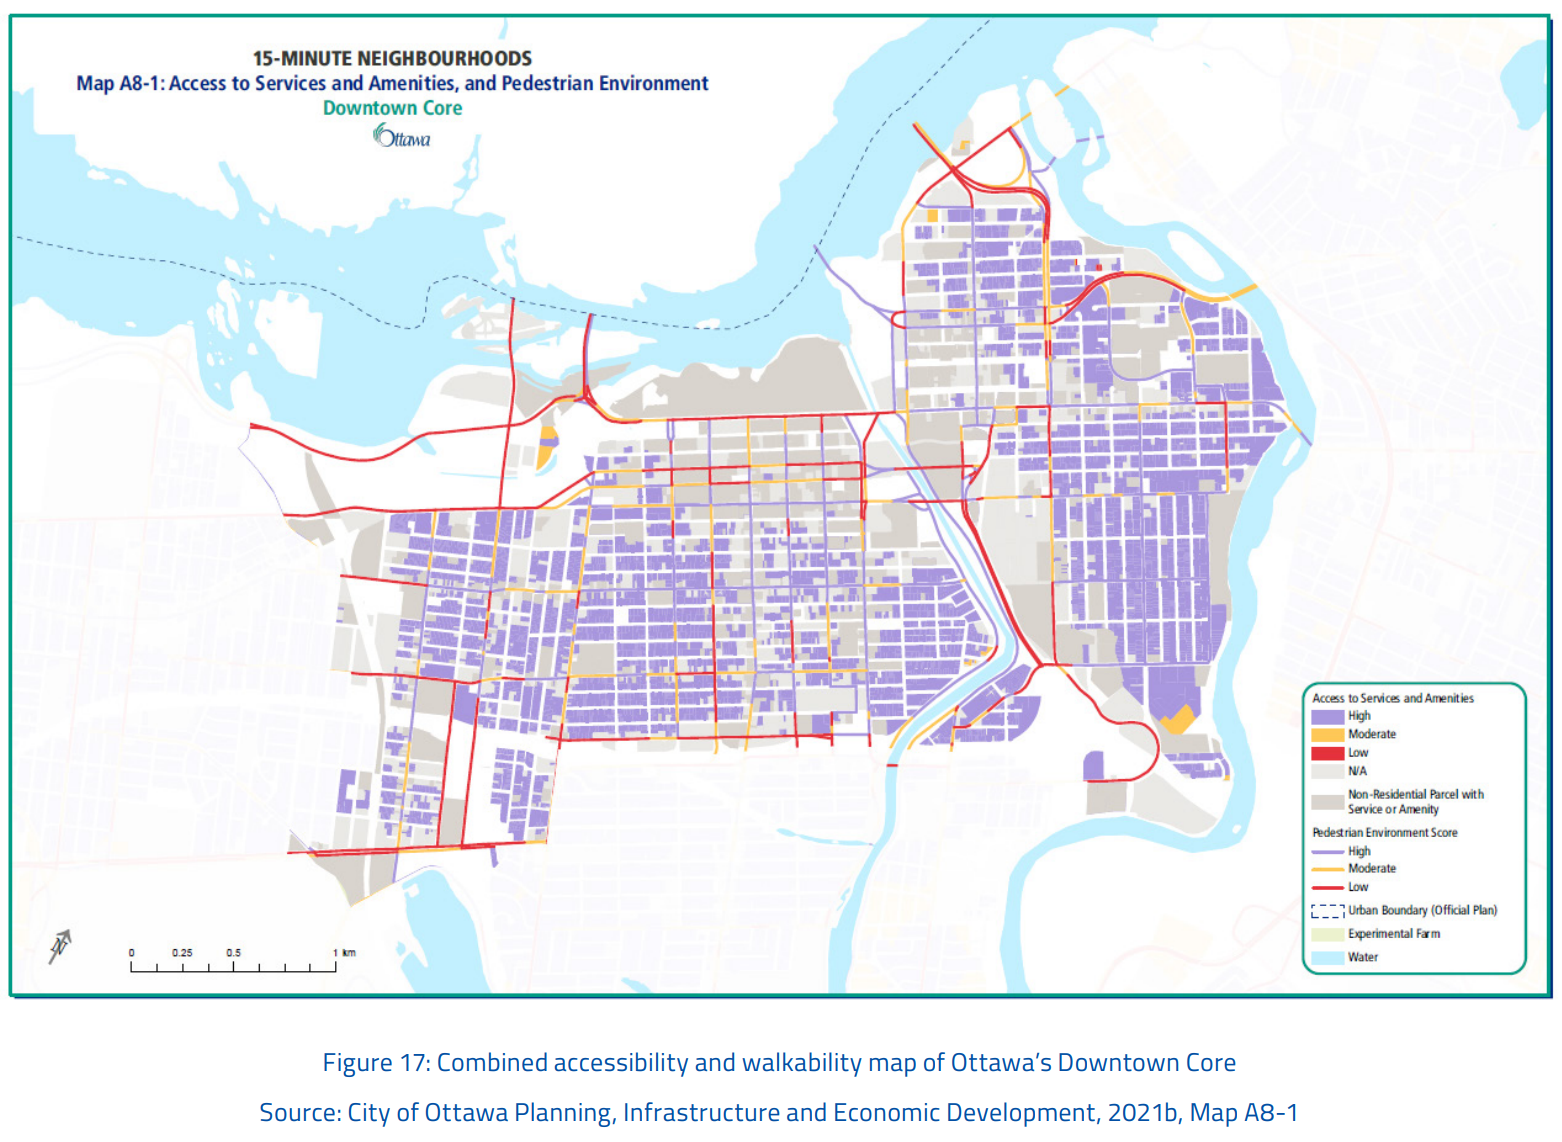 15-MINUTE NEIGHBOURHOODS
Map A8-1: Access to Services and Amenities, and Pedestrian Environment
Downtown Core
Ottawa
Access to Services and Amenities
High
Moderate
Low
N/A
Non-Residential Parcel with
Service or Amenity
Pedestrian Environment Score
High
Moderate
Low
Urban Boundary (Official Plan)
Experimental Farm
Water
N
0 0.25 0.5 1 km
Figure 17: Combined accessibility and walkability map of Ottawa's Downtown Core
Source: City of Ottawa Planning, Infrastructure and Economic Development, 2021b, Map A8-1